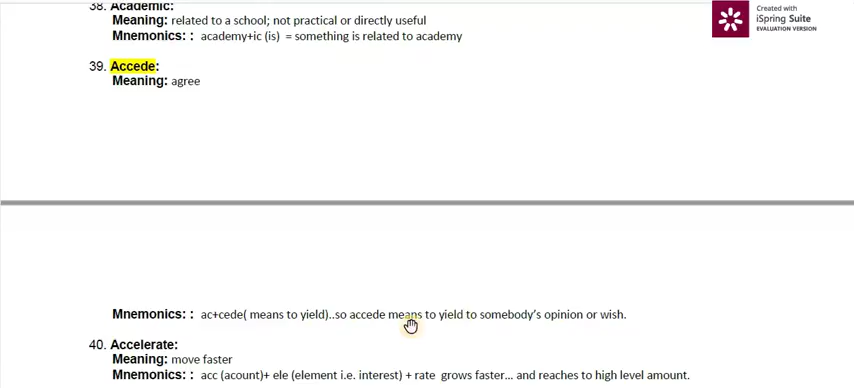 38. Academic:
Meaning: related to a school; not practical or directly useful
Mnemonics: : academy+ic (is) = something is related to academy
39. Accede:
Meaning: agree
Mnemonics: : ac+cede( means to yield)..so accede means to yield to somebody's opinion or wish.
40. Accelerate:
Meaning: move faster
Mnemonics: : acc (acount)+ ele (element i.e. interest) + rate grows faster... and reaches to high level amount.
Created with
iSpring Suite
EVALUATION VERSION